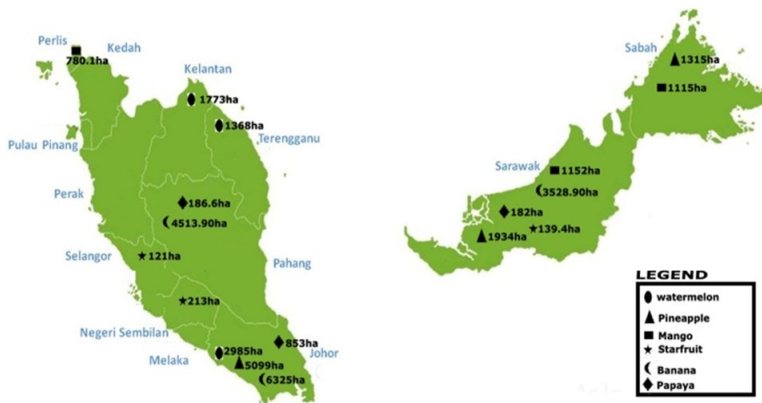 Perlis
Kedah
780.1ha
Kelantan
1773ha
1368ha
Terengganu
Pulau Pinang
Perak
186.6ha
4513.90ha
Selangor
121ha
Pahang
213ha
Negeri Sembilan
853ha
Melaka
2985ha
Johor
5099ha
6325ha
Sabah
1315ha
1115ha
Sarawak
1152ha
3528.90ha
182ha
139.4ha
1934ha
LEGEND
watermelon
Pineapple
Mango
Starfruit
Banana
Papaya